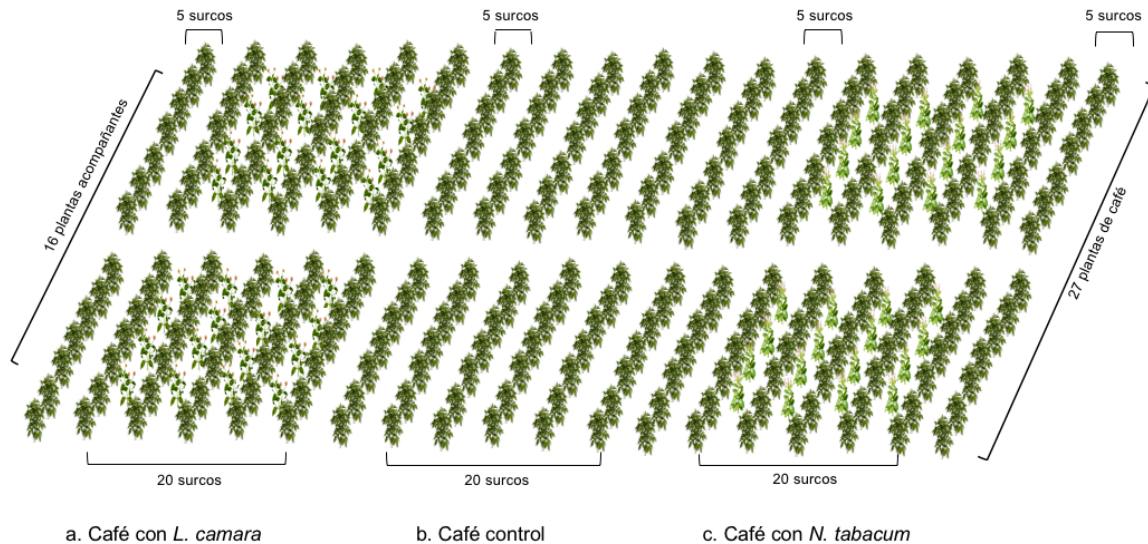 5 surcos
5 surcos
5 surcos
5 surcos
16 plantas acompañantes
27 plantas de café
20 surcos
20 surcos
20 surcos
a. Café con L. camara
b. Café control
c. Café con N. tabacum